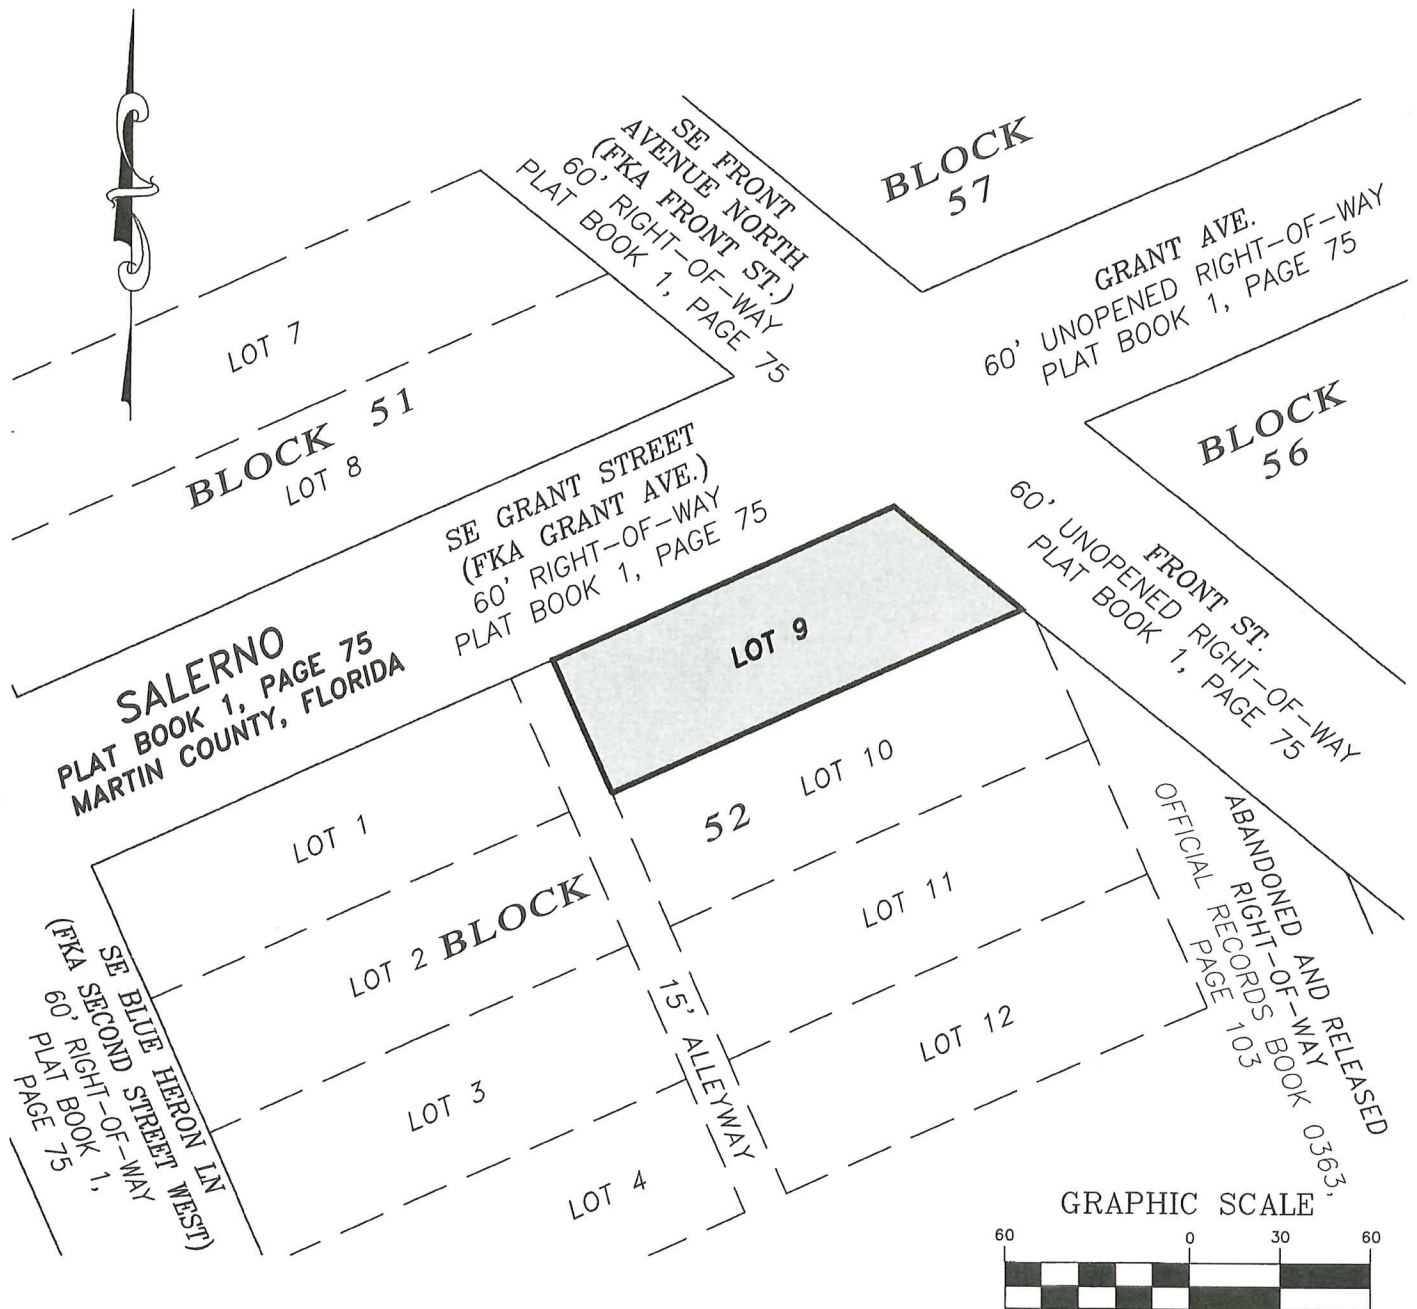 SE FRONT
AVENUE NORTH
(FKA FRONT ST.)
60' RIGHT-OF-WAY
PLAT BOOK 1, PAGE 75
BLOCK
57
GRANT AVE.
60' UNOPENED RIGHT-OF-WAY
PLAT BOOK 1, PAGE 75
LOT 7
BLOCK 51
LOT 8
BLOCK
56
SE GRANT STREET
(FKA GRANT AVE.)
60' RIGHT-OF-WAY
PLAT BOOK 1, PAGE 75
FRONT ST.
60' UNOPENED RIGHT-OF-WAY
PLAT BOOK 1, PAGE 75
SALERNO
PLAT BOOK 1, PAGE 75
MARTIN COUNTY, FLORIDA
LOT 9
LOT 10
52
LOT 1
BLOCK
LOT 2
LOT 11
LOT 3
LOT 12
LOT 4
15' ALLEYWAY
ABANDONED AND RELEASED
RIGHT-OF-WAY
OFFICIAL RECORDS BOOK 0363,
PAGE 103
SE BLUE HERON LN
(FKA SECOND STREET WEST)
60' RIGHT-OF-WAY
PLAT BOOK 1,
PAGE 75
GRAPHIC SCALE
60 0 30 60